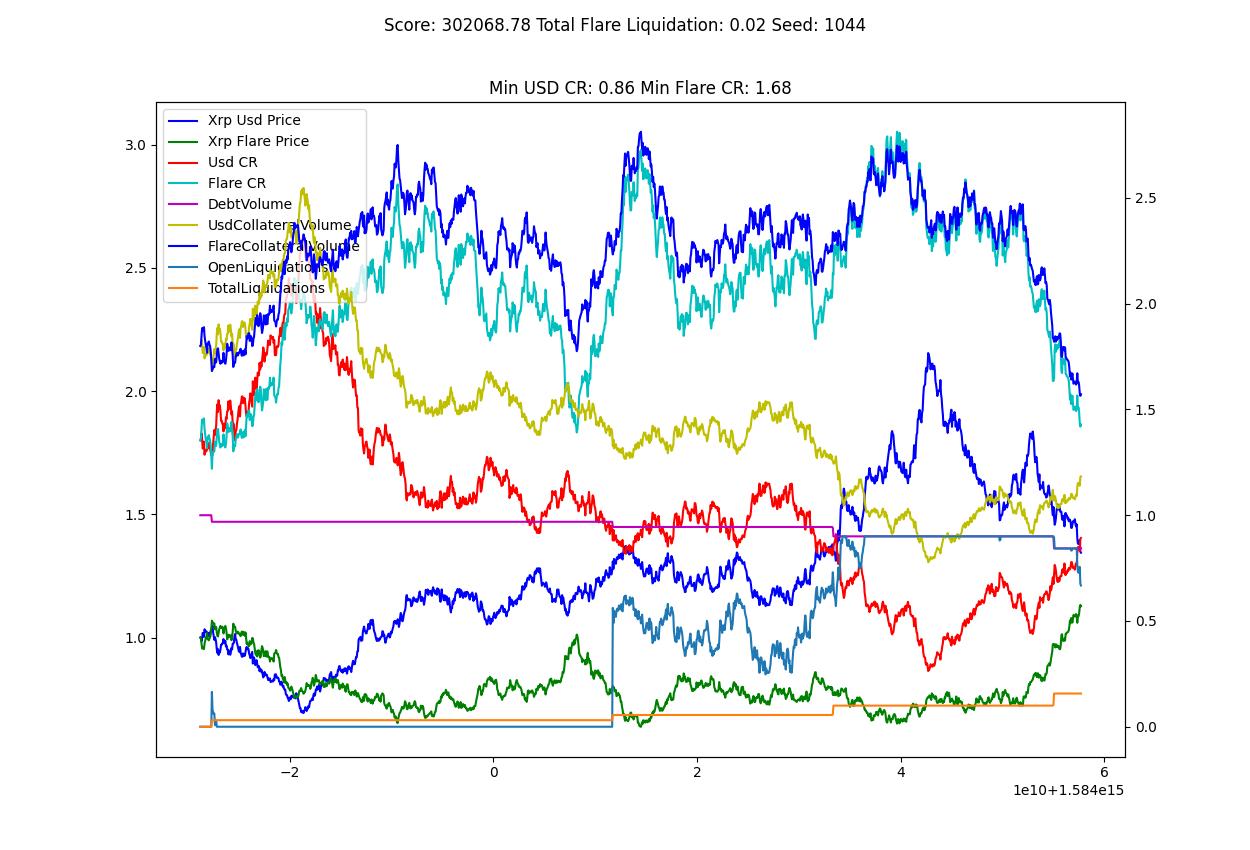 Score: 302068.78 Total Flare Liquidation: 0.02 Seed: 1044
Min USD CR: 0.86 Min Flare CR: 1.68
Xrp Usd Price
Xrp Flare Price
Usd CR
Flare CR
DebtVolume
UsdCollateralVolume
FlareCollateralVolume
OpenLiquidations
TotalLiquidations
3.0
2.5
2.0
1.5
1.0
2.5
2.0
1.5
1.0
0.5
0.0
−2
0
2
4
6
1e10+1.584e15